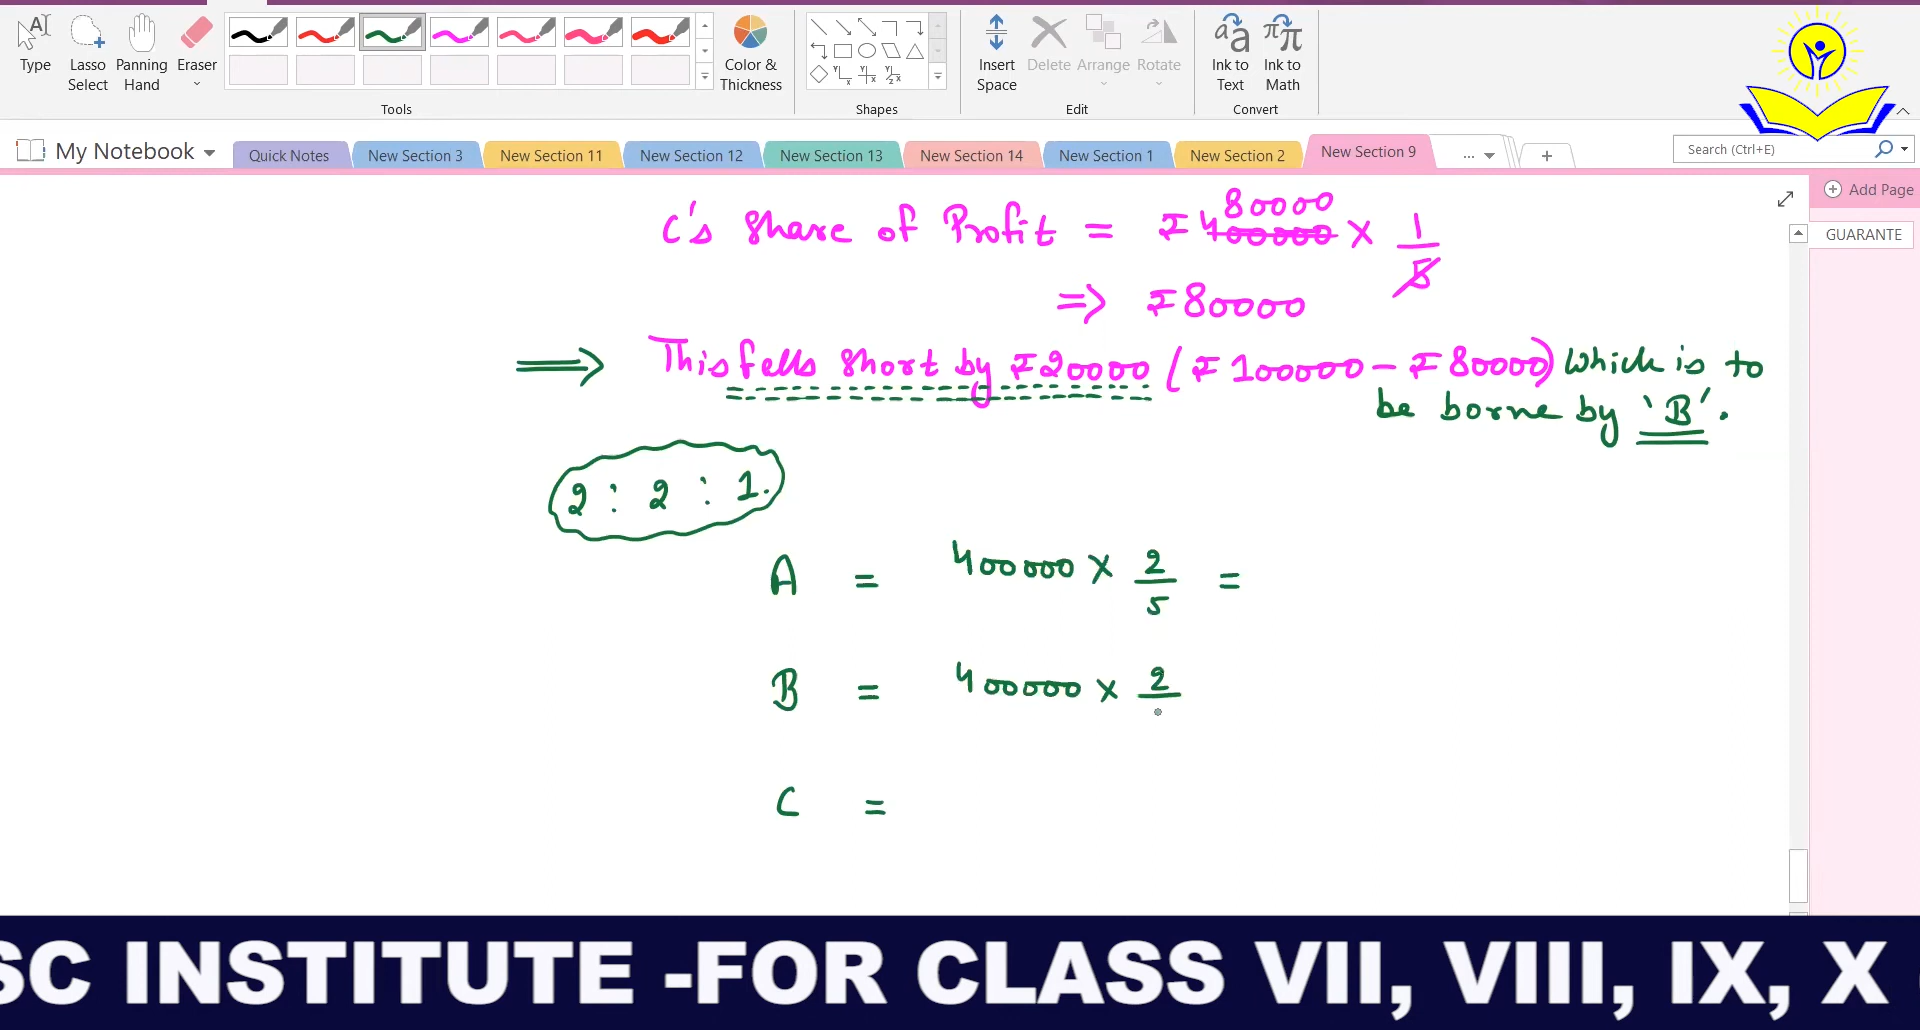 Type
Lasso Select
Panning Hand
Eraser
Color & Thickness
Insert Space
Delete
Arrange
Rotate
Ink to Text
Ink to Math
Tools
Shapes
Edit
Convert
My Notebook
Quick Notes
New Section 3
New Section 11
New Section 12
New Section 13
New Section 14
New Section 1
New Section 2
New Section 9
...
+
Search (Ctrl+E)
Add Page
GUARANTE
80000
C's Share of Profit = ₹400000 × 1/5
⇒ ₹80000
⟹ This fells short by ₹20000 (₹100000 - ₹80000) which is to
be borne by 'B'.
2 : 2 : 1.
A = 400000 × 2/5 =
B = 400000 × 2/
C =
SC INSTITUTE -FOR CLASS VII, VIII, IX, X